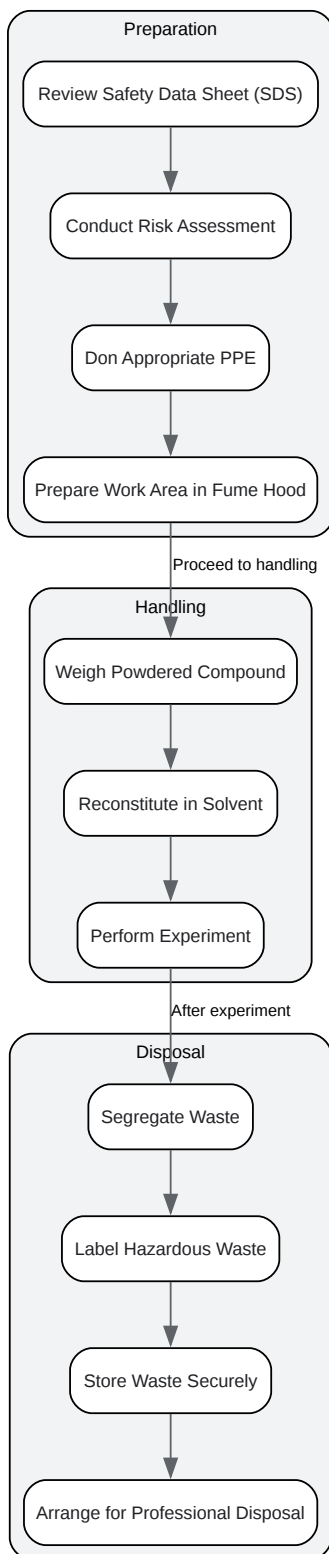 Preparation
Review Safety Data Sheet (SDS)
Conduct Risk Assessment
Don Appropriate PPE
Prepare Work Area in Fume Hood
Proceed to handling
Handling
Weigh Powdered Compound
Reconstitute in Solvent
Perform Experiment
After experiment
Disposal
Segregate Waste
Label Hazardous Waste
Store Waste Securely
Arrange for Professional Disposal